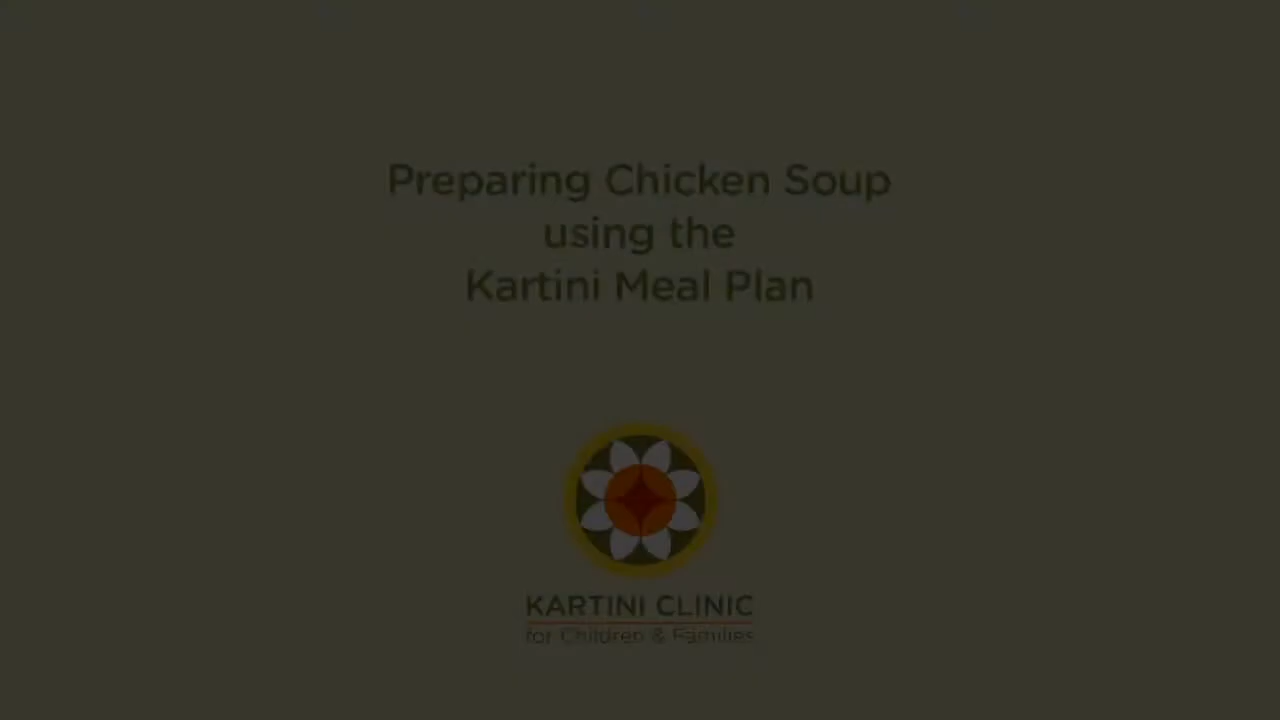 Preparing Chicken Soup
using the
Kartini Meal Plan
KARTINI CLINIC
for Children & Families